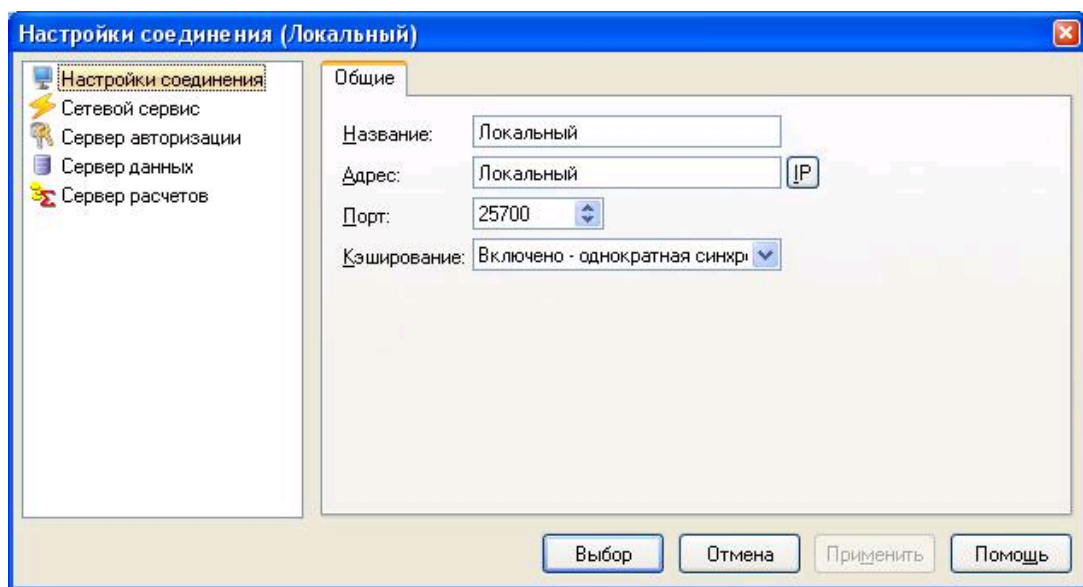 Настройки соединения (Локальный)
Настройки соединения
Сетевой сервис
Сервер авторизации
Сервер данных
Сервер расчетов
Общие
Название: Локальный
Адрес: Локальный IP
Порт: 25700
Кэширование: Включено - однократная синхр
Выбор Отмена Применить Помощь